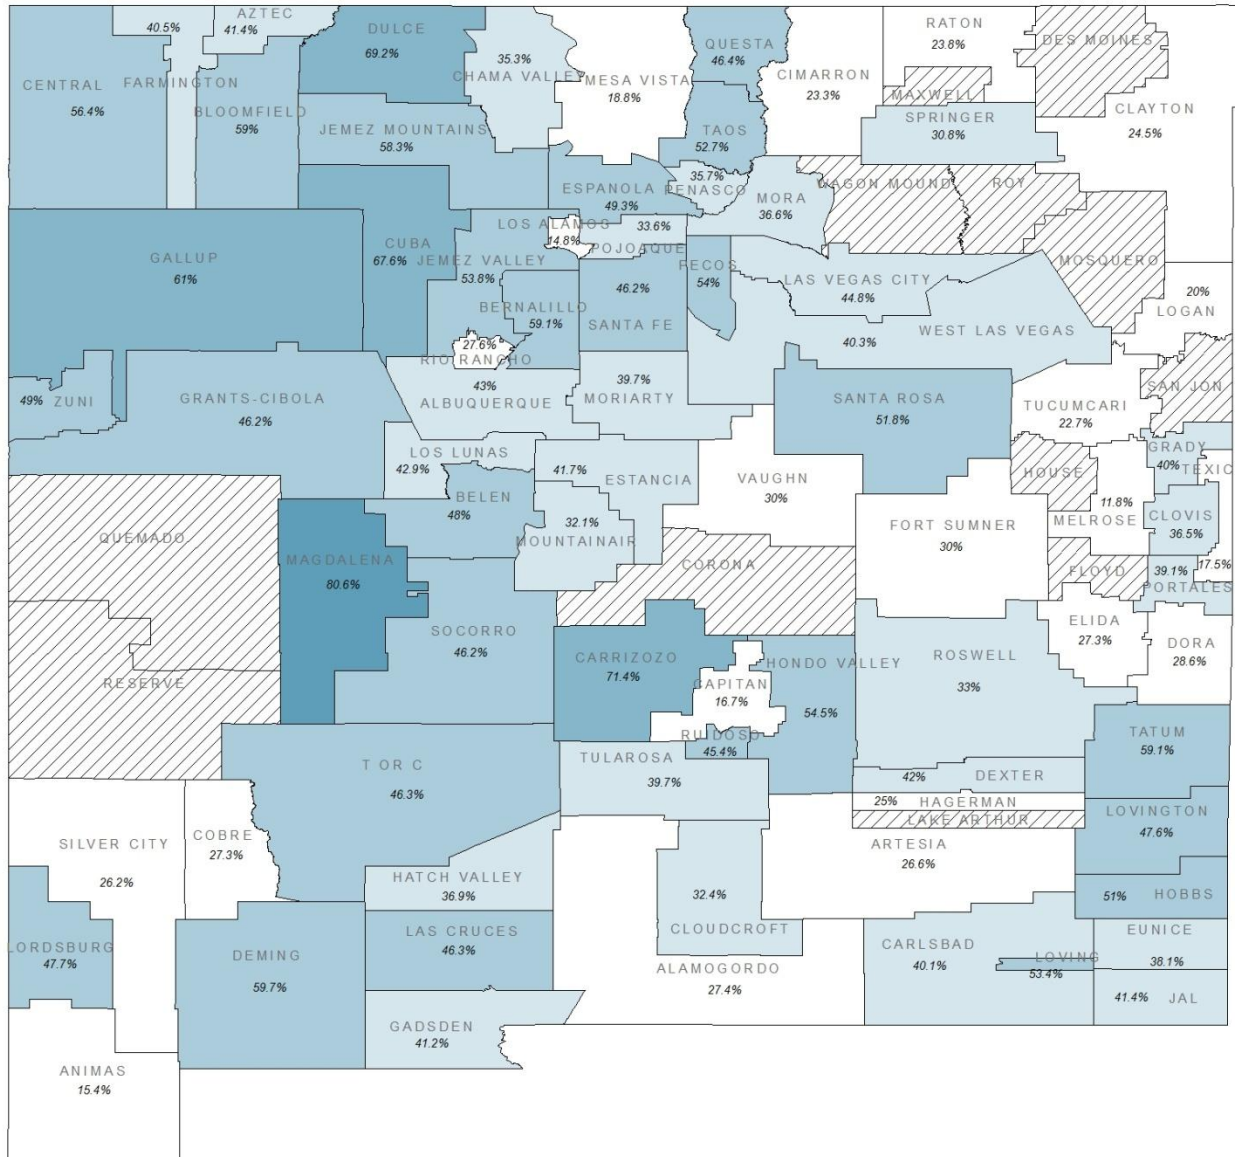 AZTEC
40.5%
41.4%
DULCE
69.2%
RATON
23.8%
CENTRAL
56.4%
FARMINGTON
BLOOMFIELD
59%
35.3%
CHAMA VALLEY
MESA VISTA
18.8%
QUESTA
46.4%
CIMARRON
23.3%
DES MOINES
MAXWELL
CLAYTON
24.5%
SPRINGER
30.8%
JEMEZ MOUNTAINS
58.3%
TAOS
52.7%
ESPANOLA
49.3%
35.7%
PENASCO
MORA
36.6%
WAGON MOUND
ROY
LOS ALAMOS
14.8%
33.6%
POJOAQUE
GALLUP
61%
CUBA
67.6%
JEMEZ VALLEY
53.8%
PECOS
54%
MOSQUERO
LAS VEGAS CITY
44.8%
46.2%
SANTA FE
BERNALILLO
59.1%
20%
LOGAN
WEST LAS VEGAS
40.3%
27.6%
RIO RANCHO
49%
ZUNI
GRANTS-CIBOLA
46.2%
43%
ALBUQUERQUE
39.7%
MORIARTY
SANTA ROSA
51.8%
SAN JON
TUCUMCARI
22.7%
LOS LUNAS
42.9%
41.7%
ESTANCIA
VAUGHN
30%
HOUSE
GRADY
40%
TEXIC
BELEN
48%
32.1%
MOUNTAINAIR
FORT SUMNER
30%
11.8%
MELROSE
CLOVIS
36.5%
QUEMADO
MAGDALENA
80.6%
CORONA
FLOYD
39.1%
17.5%
PORTALES
SOCORRO
46.2%
CARRIZOZO
71.4%
HONDO VALLEY
54.5%
ROSWELL
33%
ELIDA
27.3%
DORA
28.6%
RESERVE
CAPITAN
16.7%
RUIDOSO
45.4%
TATUM
59.1%
T OR C
46.3%
TULAROSA
39.7%
42%
DEXTER
25%
HAGERMAN
LAKE ARTHUR
LOVINGTON
47.6%
SILVER CITY
26.2%
COBRE
27.3%
ARTESIA
26.6%
HATCH VALLEY
36.9%
32.4%
CLOUDCROFT
51%
HOBBS
LORDSBURG
47.7%
DEMING
59.7%
LAS CRUCES
46.3%
CARLSBAD
40.1%
EUNICE
38.1%
LOVING
53.4%
ALAMOGORDO
27.4%
41.4%
JAL
GADSDEN
41.2%
ANIMAS
15.4%